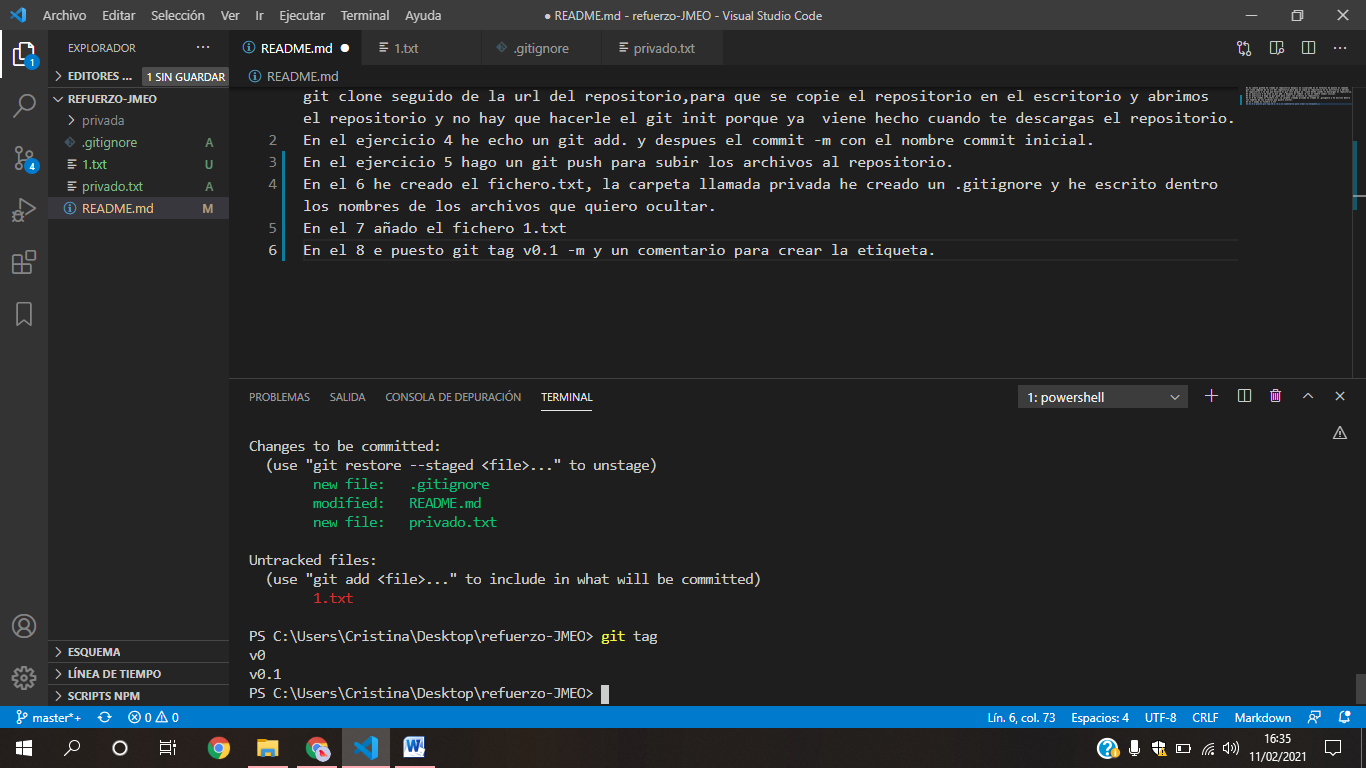 Archivo Editar Selección Ver Ir Ejecutar Terminal Ayuda ● README.md - refuerzo-JMEO - Visual Studio Code
EXPLORADOR ···
README.md ● 1.txt .gitignore privado.txt
EDITORES ... 1 SIN GUARDAR
README.md
REFUERZO-JMEO
privada
.gitignore A
1.txt U
privado.txt A
README.md M
git clone seguido de la url del repositorio,para que se copie el repositorio en el escritorio y abrimos
el repositorio y no hay que hacerle el git init porque ya viene hecho cuando te descargas el repositorio.
2 En el ejercicio 4 he echo un git add. y despues el commit -m con el nombre commit inicial.
3 En el ejercicio 5 hago un git push para subir los archivos al repositorio.
4 En el 6 he creado el fichero.txt, la carpeta llamada privada he creado un .gitignore y he escrito dentro
los nombres de los archivos que quiero ocultar.
5 En el 7 añado el fichero 1.txt
6 En el 8 e puesto git tag v0.1 -m y un comentario para crear la etiqueta.
PROBLEMAS SALIDA CONSOLA DE DEPURACIÓN TERMINAL 1: powershell
Changes to be committed:
(use "git restore --staged <file>..." to unstage)
new file: .gitignore
modified: README.md
new file: privado.txt
Untracked files:
(use "git add <file>..." to include in what will be committed)
1.txt
PS C:\Users\Cristina\Desktop\refuerzo-JMEO> git tag
v0
v0.1
PS C:\Users\Cristina\Desktop\refuerzo-JMEO>
1
4
ESQUEMA
LÍNEA DE TIEMPO
SCRIPTS NPM
master*+ 0 0 Lín. 6, col. 73 Espacios: 4 UTF-8 CRLF Markdown
16:35
11/02/2021